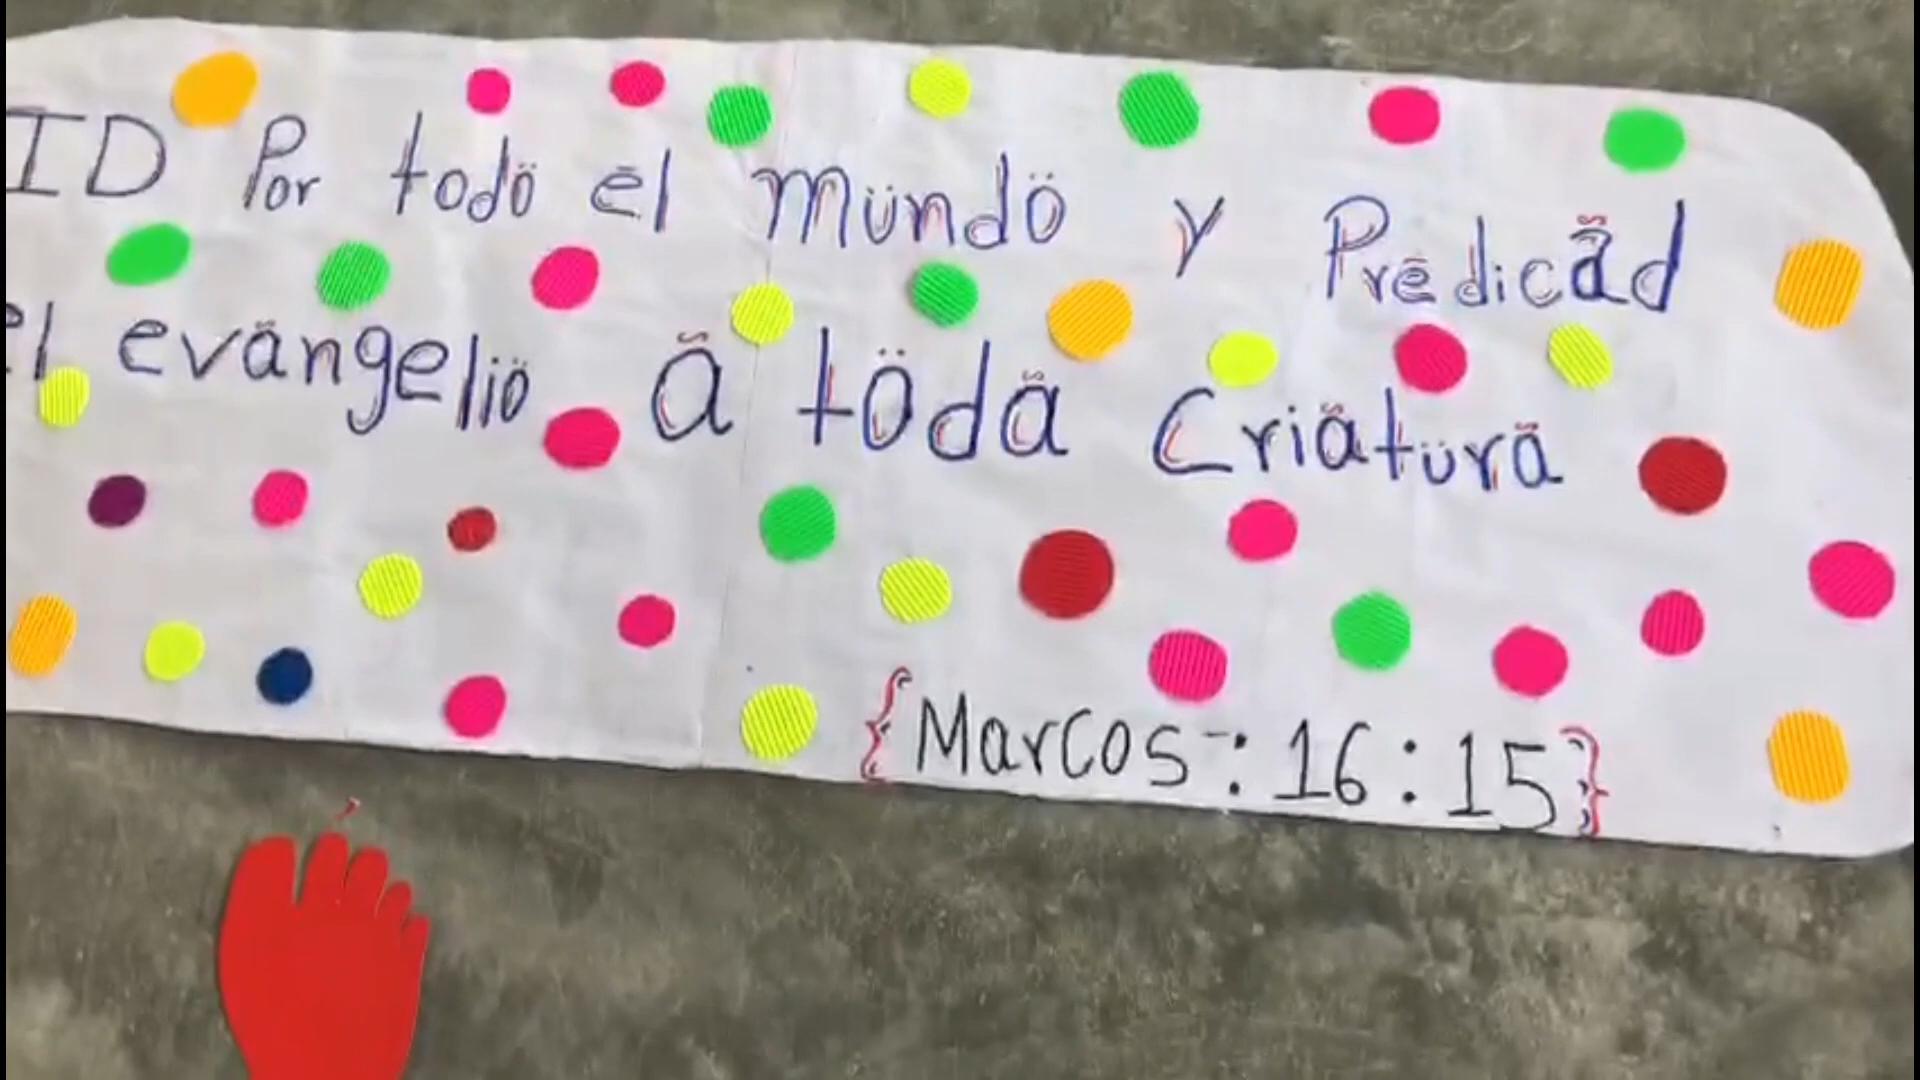 ID Por todo el mundo y Predicad
el evangelio a toda Criatura
{Marcos: 16:15}